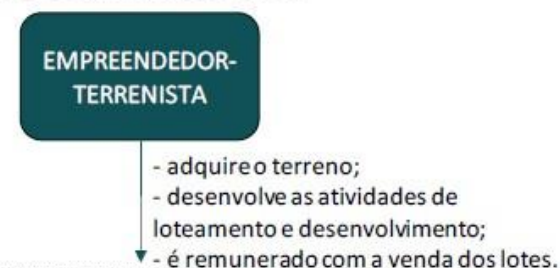 EMPREENDEDOR-
TERRENISTA
- adquire o terreno;
- desenvolve as atividades de
loteamento e desenvolvimento;
- é remunerado com a venda dos lotes.